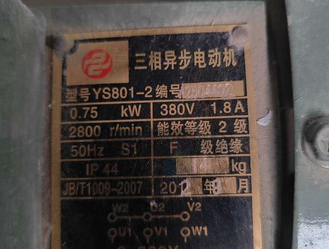 三相异步电动机
型号 YS801-2 编号
0.75 kW 380V 1.8A
2800 r/min 能效等级 2 级
50Hz S1 F 级绝缘
IP 44 kg
JB/T1009-2007 201 年 月
W2 U2 V2
U1 V1 W1